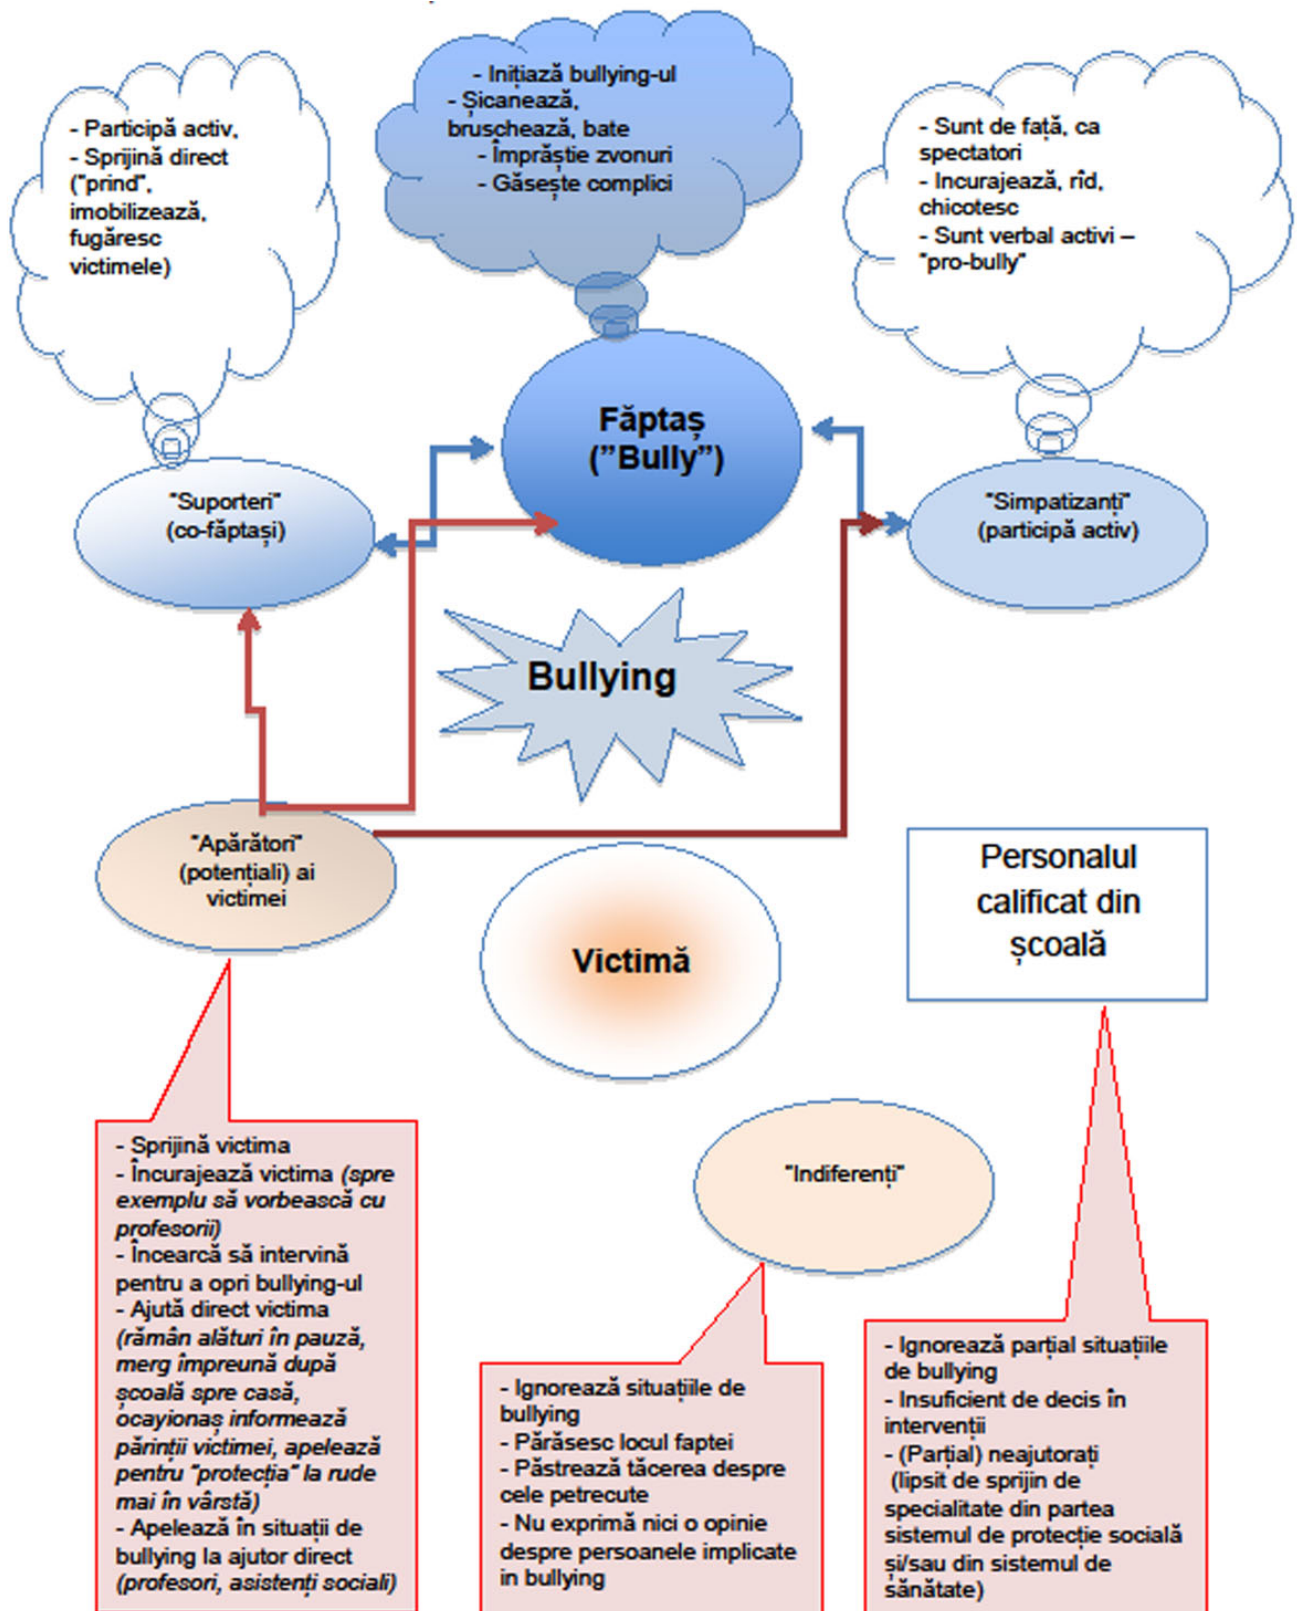 - Inițiază bullying-ul
- Șicanează,
brușchează, bate
- Împrăștie zvonuri
- Găsește complici
- Participă activ,
- Sprijină direct
("prind",
imobilizează,
fugăresc
victimele)
- Sunt de față, ca
spectatori
- Incurajează, rîd,
chicotesc
- Sunt verbal activi –
"pro-bully"
Făptaș
("Bully")
"Suporteri"
(co-făptași)
"Simpatizanți"
(participă activ)
Bullying
"Apărători"
(potențiali) ai
victimei
Victimă
Personalul
calificat din
școală
"Indiferenți"
- Sprijină victima
- Încurajează victima (spre
exemplu să vorbească cu
profesorii)
- Încearcă să intervină
pentru a opri bullying-ul
- Ajută direct victima
(rămân alături în pauză,
merg împreună după
școală spre casă,
ocayionaș informează
părinții victimei, apelează
pentru "protecția" la rude
mai în vârstă)
- Apelează în situații de
bullying la ajutor direct
(profesori, asistenți sociali)
- Ignorează situațiile de
bullying
- Părăsesc locul faptei
- Păstrează tăcerea despre
cele petrecute
- Nu exprimă nici o opinie
despre persoanele implicate
in bullying
- Ignorează parțial situațiile
de bullying
- Insuficient de decis în
intervenții
- (Parțial) neajutorați
(lipsit de sprijin de
specialitate din partea
sistemul de protecție socială
și/sau din sistemul de
sănătate)